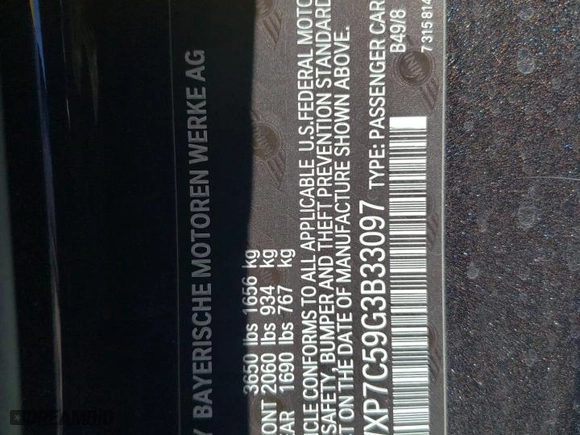 Y BAYERISCHE MOTOREN WERKE AG
3650 lbs 1656 kg
ONT 2060 lbs 934 kg
EAR 1690 lbs 767 kg
ICLE CONFORMS TO ALL APPLICABLE U.S.FEDERAL MOTO
SAFETY, BUMPER AND THEFT PREVENTION STANDARD
T ON THE DATE OF MANUFACTURE SHOWN ABOVE.
XP7C59G3B33097 TYPE: PASSENGER CAR
B49/8
7 315 814